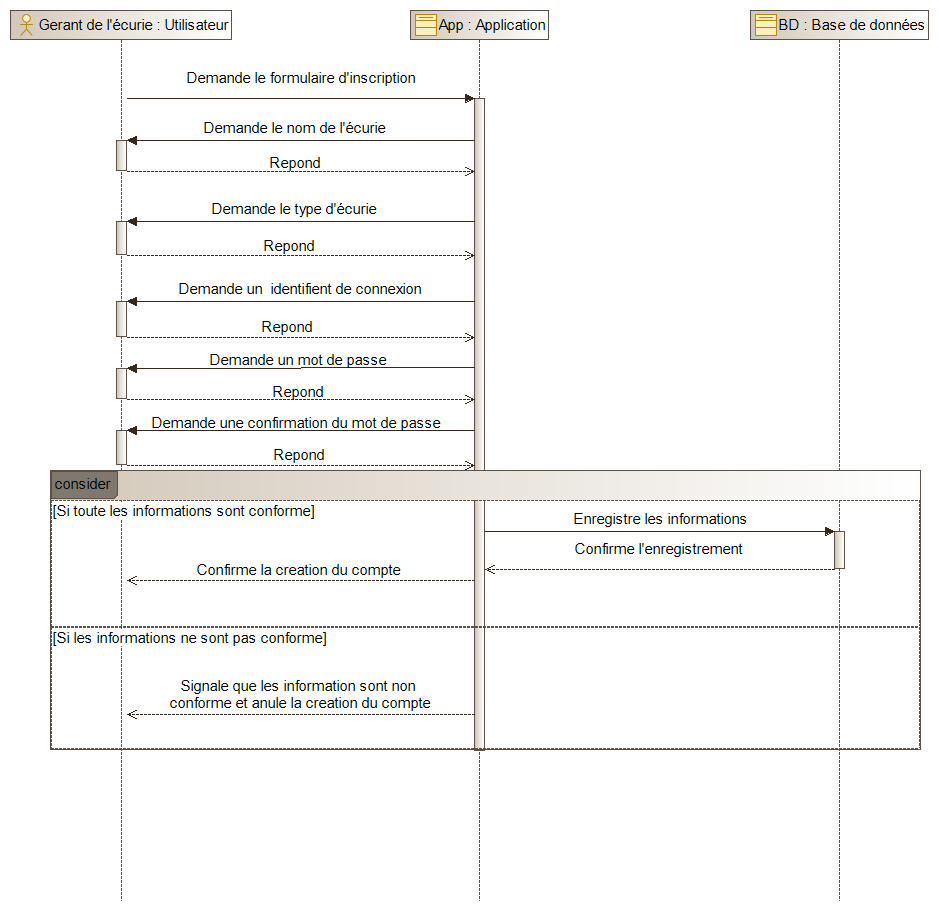 Gerant de l'écurie : Utilisateur
App : Application
BD : Base de données
Demande le formulaire d'inscription
Demande le nom de l'écurie
Repond
Demande le type d'écurie
Repond
Demande un  identifient de connexion
Repond
Demande un mot de passe
Repond
Demande une confirmation du mot de passe
Repond
consider
[Si toute les informations sont conforme]
Enregistre les informations
Confirme l'enregistrement
Confirme la creation du compte
[Si les informations ne sont pas conforme]
Signale que les information sont non
conforme et anule la creation du compte